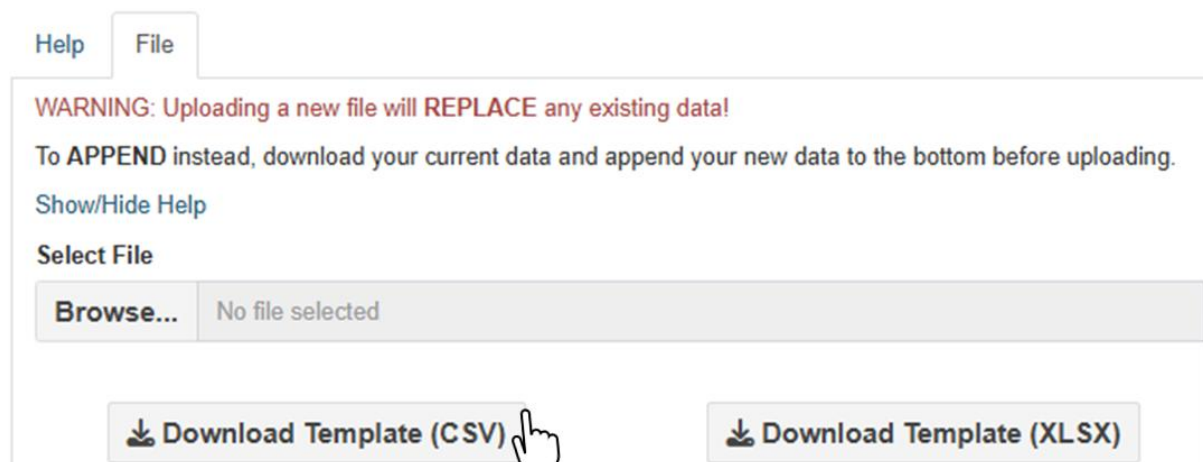 Help File
WARNING: Uploading a new file will REPLACE any existing data!
To APPEND instead, download your current data and append your new data to the bottom before uploading.
Show/Hide Help
Select File
Browse... No file selected
Download Template (CSV) Download Template (XLSX)